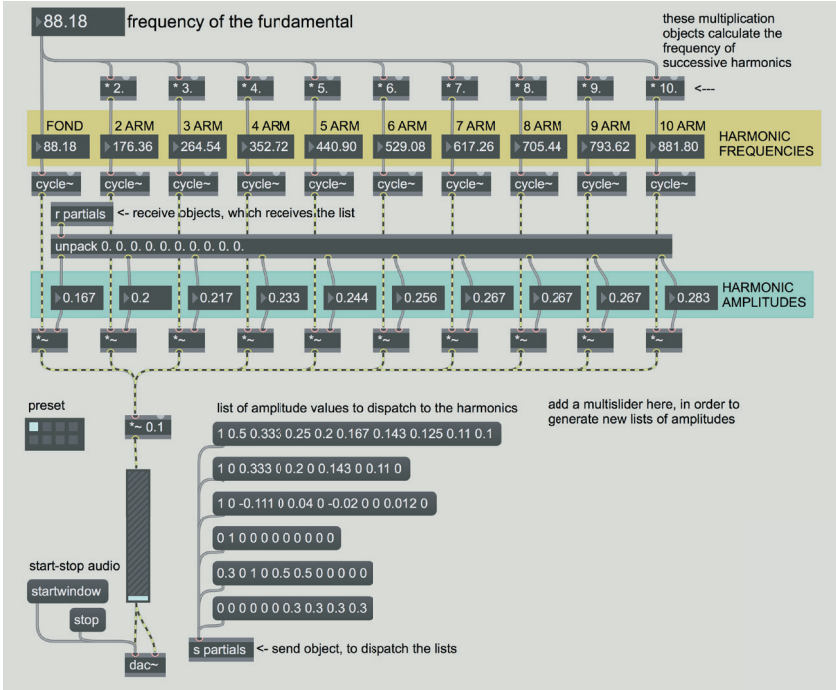 88.18 frequency of the furdamental
these multiplication
objects calculate the
frequency of
successive harmonics
* 2. * 3. * 4. * 5. * 6. * 7. * 8. * 9. * 10. <---
FOND 2 ARM 3 ARM 4 ARM 5 ARM 6 ARM 7 ARM 8 ARM 9 ARM 10 ARM
88.18 176.36 264.54 352.72 440.90 529.08 617.26 705.44 793.62 881.80
HARMONIC
FREQUENCIES
cycle~ cycle~ cycle~ cycle~ cycle~ cycle~ cycle~ cycle~ cycle~ cycle~
r partials <- receive objects, which receives the list
unpack 0. 0. 0. 0. 0. 0. 0. 0. 0. 0.
0.167 0.2 0.217 0.233 0.244 0.256 0.267 0.267 0.267 0.283
HARMONIC
AMPLITUDES
*~ *~ *~ *~ *~ *~ *~ *~ *~ *~
preset
*~ 0.1
list of amplitude values to dispatch to the harmonics
add a multislider here, in order to
generate new lists of amplitudes
1 0.5 0.333 0.25 0.2 0.167 0.143 0.125 0.11 0.1
1 0 0.333 0 0.2 0 0.143 0 0.11 0
1 0 -0.111 0 0.04 0 -0.02 0 0 0.012 0
0 1 0 0 0 0 0 0 0 0
0.3 0 1 0 0.5 0.5 0 0 0 0 0
0 0 0 0 0 0 0.3 0.3 0.3 0.3
start-stop audio
startwindow
stop
dac~
s partials <- send object, to dispatch the lists